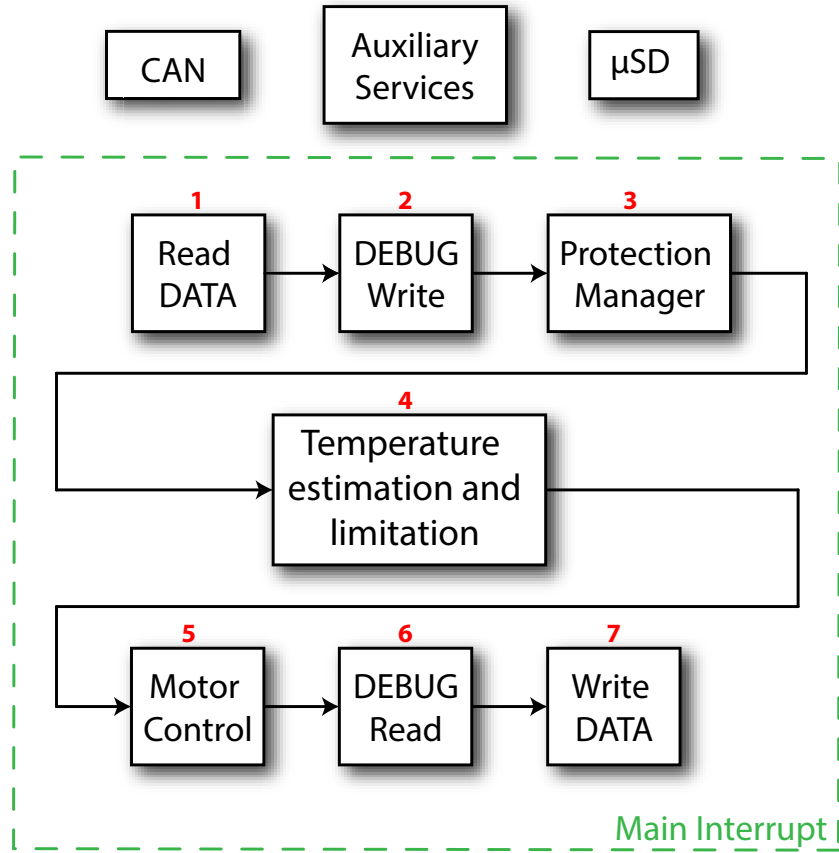 CAN
Auxiliary
Services
µSD
1
2
3
Read
DATA
DEBUG
Write
Protection
Manager
4
Temperature
estimation and
limitation
5
6
7
Motor
Control
DEBUG
Read
Write
DATA
Main Interrupt